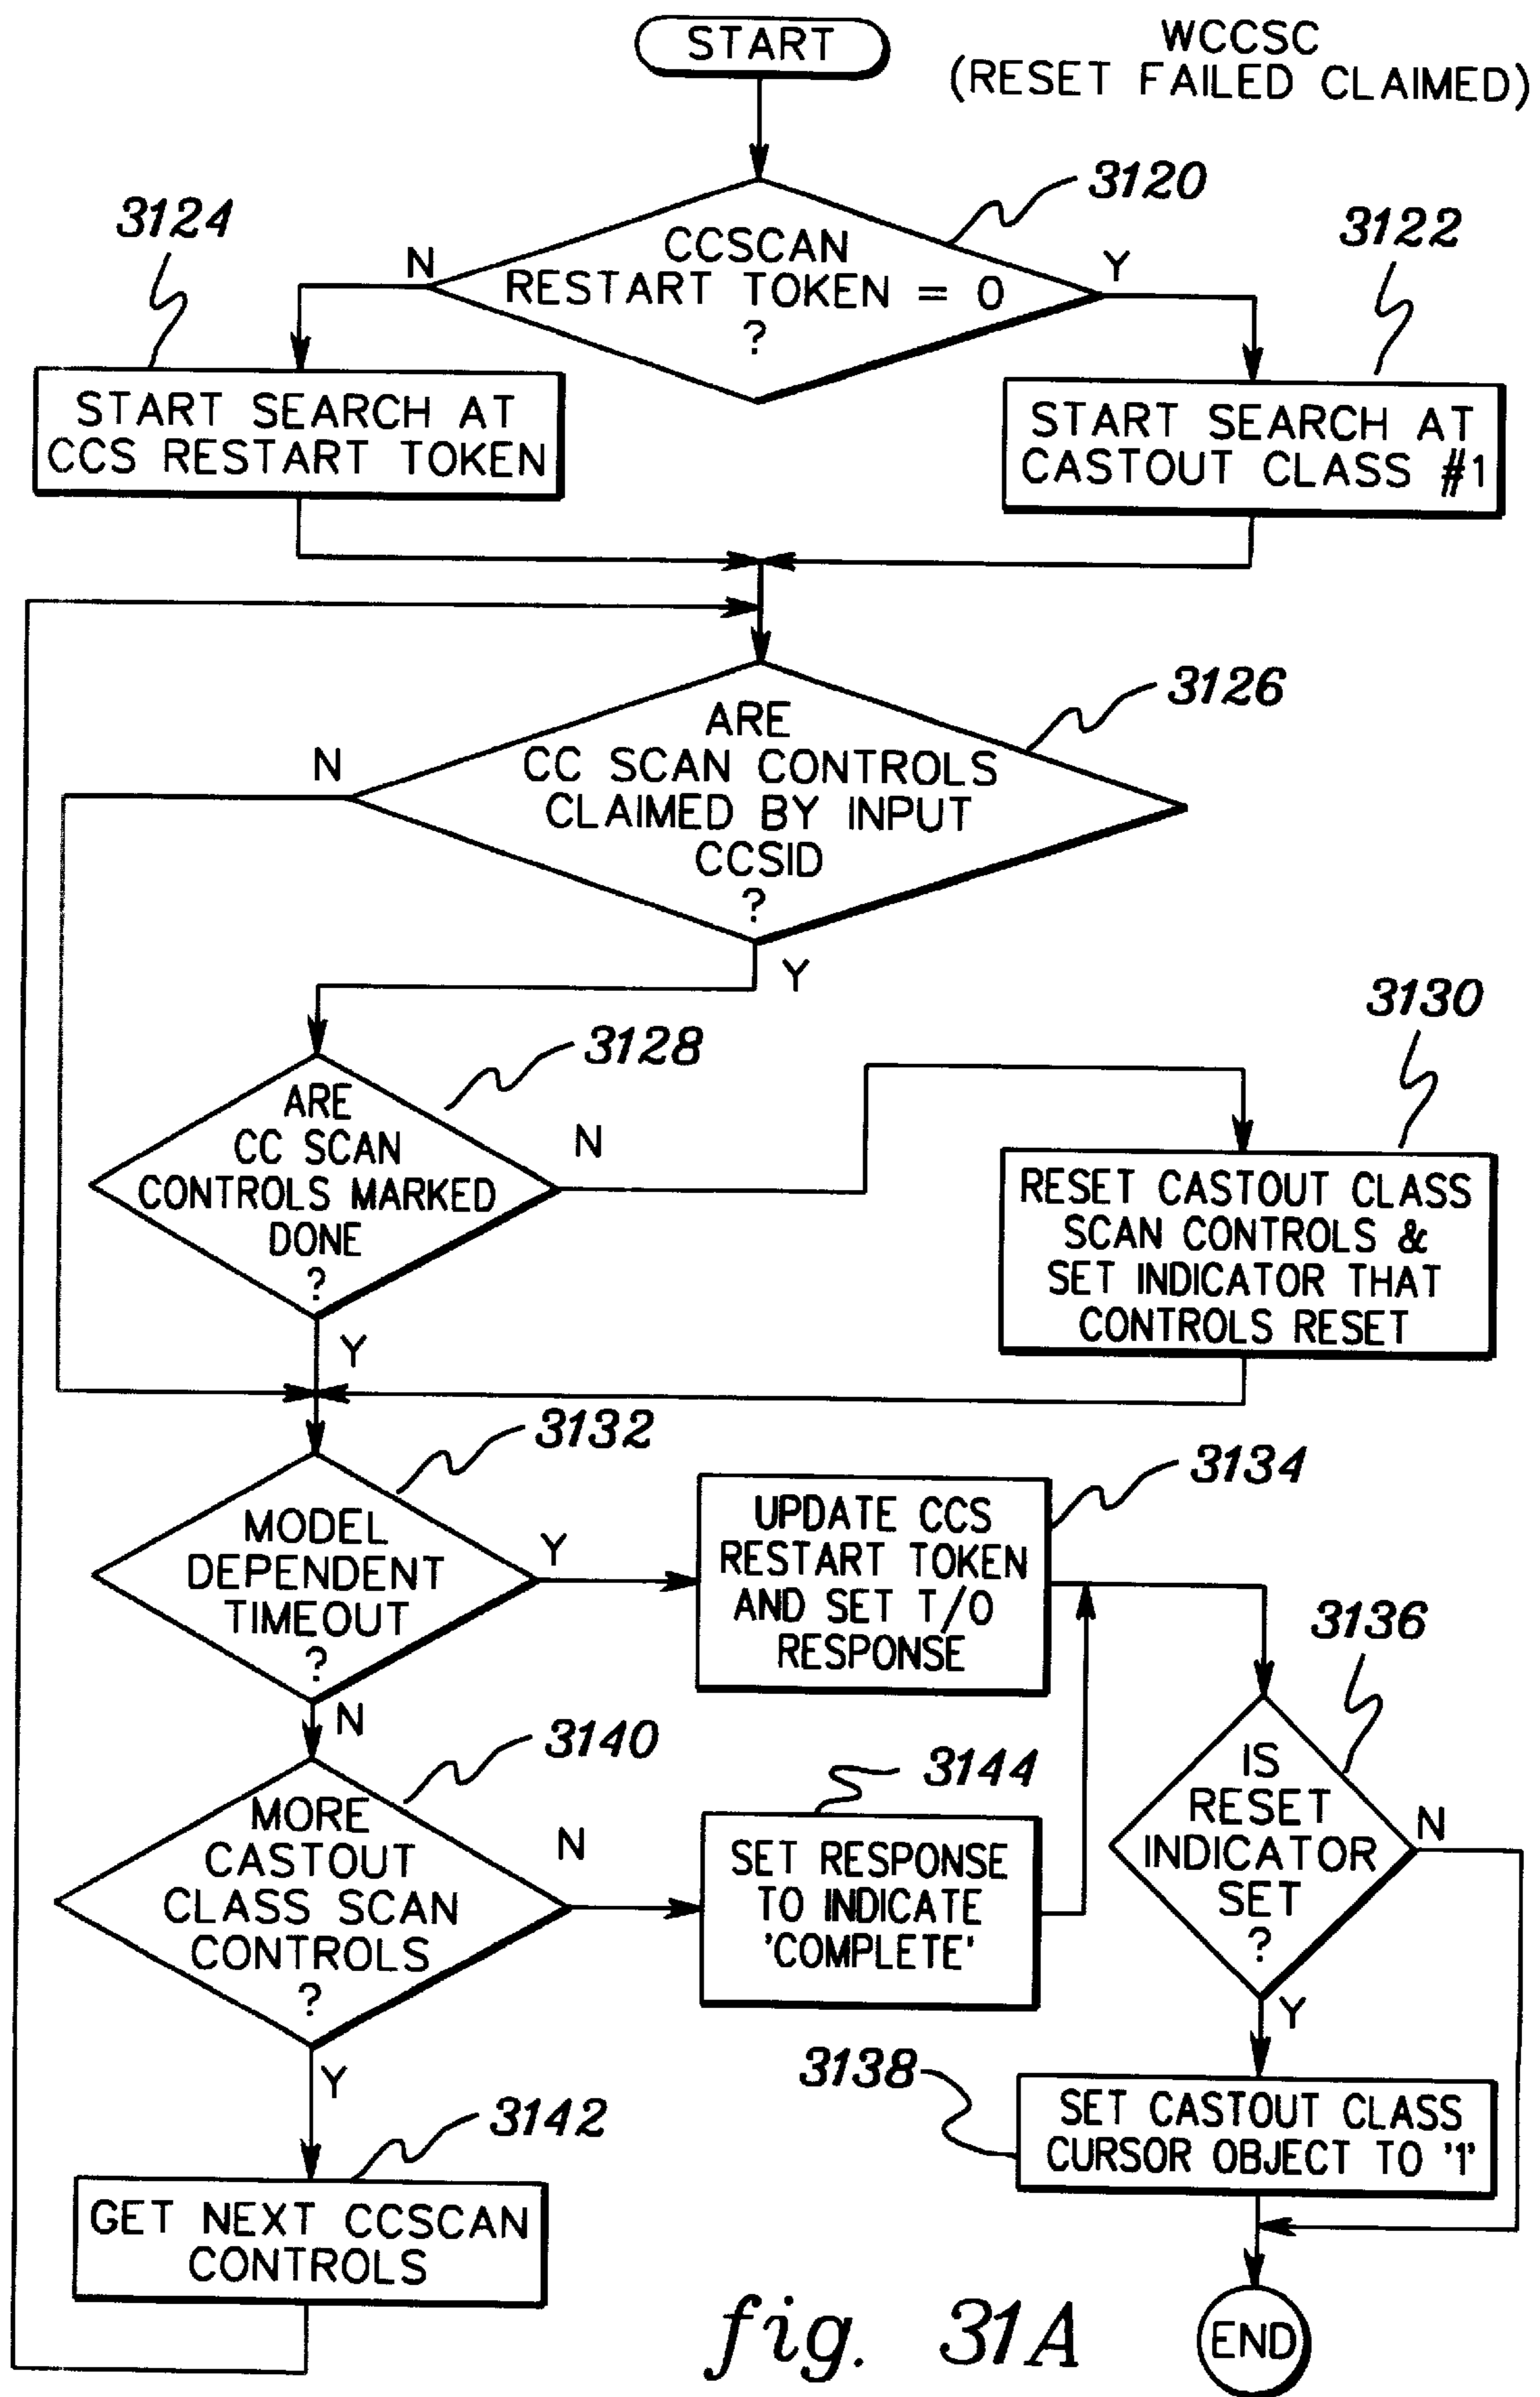 START
WCCSC
(RESET FAILED CLAIMED)
3120
3124
3122
CCSCAN
RESTART TOKEN = 0
?
N
Y
START SEARCH AT
CCS RESTART TOKEN
START SEARCH AT
CASTOUT CLASS #1
3126
ARE
CC SCAN CONTROLS
CLAIMED BY INPUT
CCSID
?
N
Y
3128
3130
ARE
CC SCAN
CONTROLS MARKED
DONE
?
N
Y
RESET CASTOUT CLASS
SCAN CONTROLS &
SET INDICATOR THAT
CONTROLS RESET
3132
3134
MODEL
DEPENDENT
TIMEOUT
?
Y
N
UPDATE CCS
RESTART TOKEN
AND SET T/O
RESPONSE
3136
3140
3144
MORE
CASTOUT
CLASS SCAN
CONTROLS
?
N
Y
SET RESPONSE
TO INDICATE
'COMPLETE'
IS
RESET
INDICATOR
SET
?
N
Y
3138
SET CASTOUT CLASS
CURSOR OBJECT TO '1'
3142
GET NEXT CCSCAN
CONTROLS
END
fig. 31A